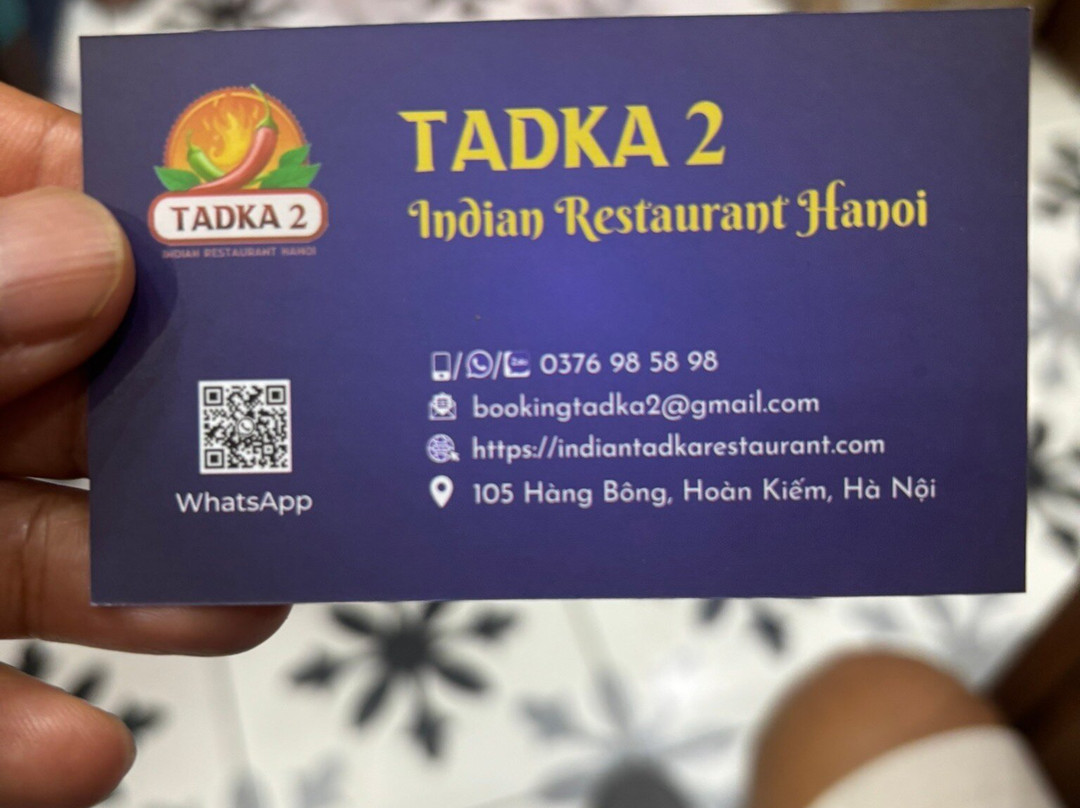 TADKA 2
Indian Restaurant Hanoi
TADKA 2
INDIAN RESTAURANT HANOI
0376 98 58 98
bookingtadka2@gmail.com
https://indiantadkarestaurant.com
105 Hàng Bông, Hoàn Kiếm, Hà Nội
WhatsApp